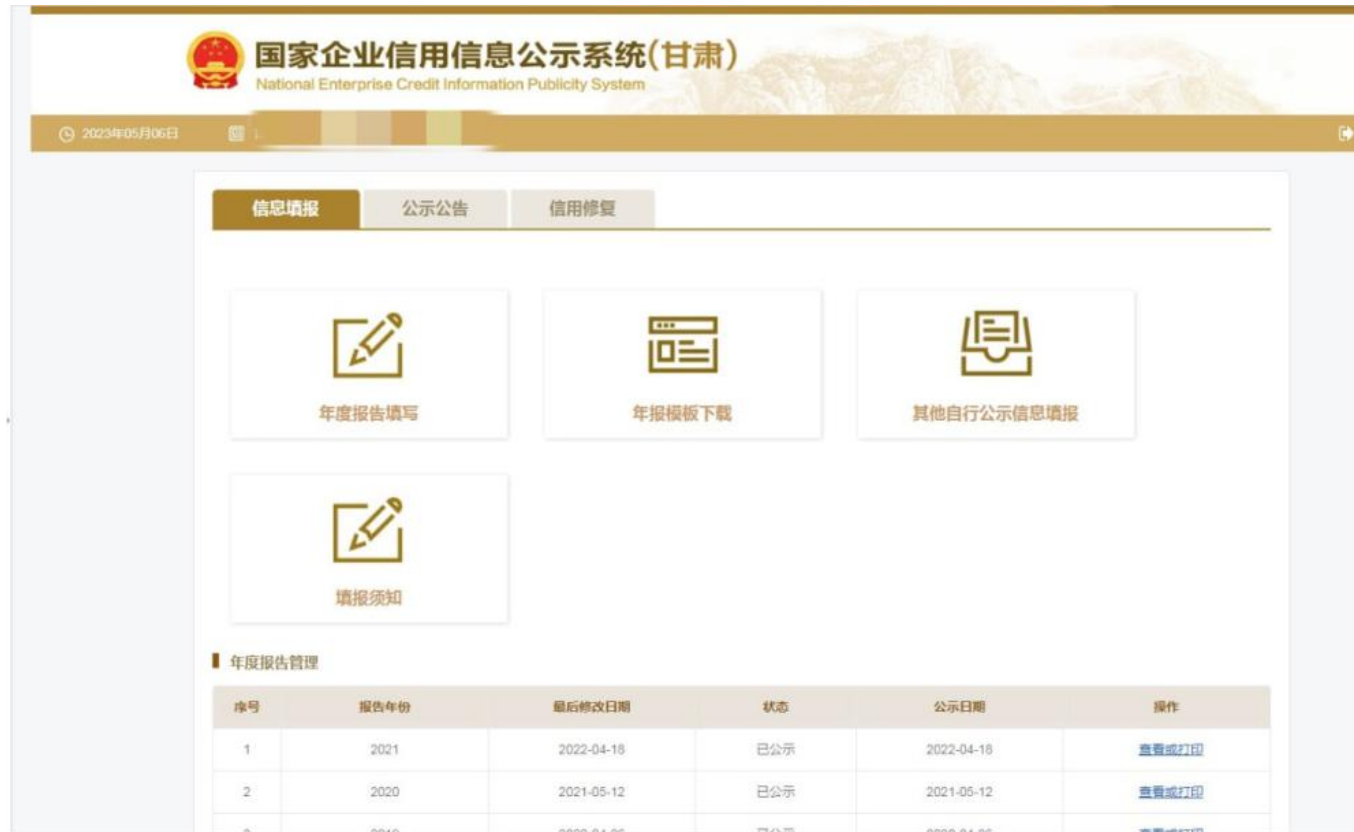 国家企业信用信息公示系统(甘肃)
National Enterprise Credit Information Publicity System
2023年05月06日
信息填报 公示公告 信用修复
年度报告填写 年报模板下载 其他自行公示信息填报
填报须知
年度报告管理
序号 报告年份 最后修改日期 状态 公示日期 操作
1 2021 2022-04-18 已公示 2022-04-18 查看或打印
2 2020 2021-05-12 已公示 2021-05-12 查看或打印